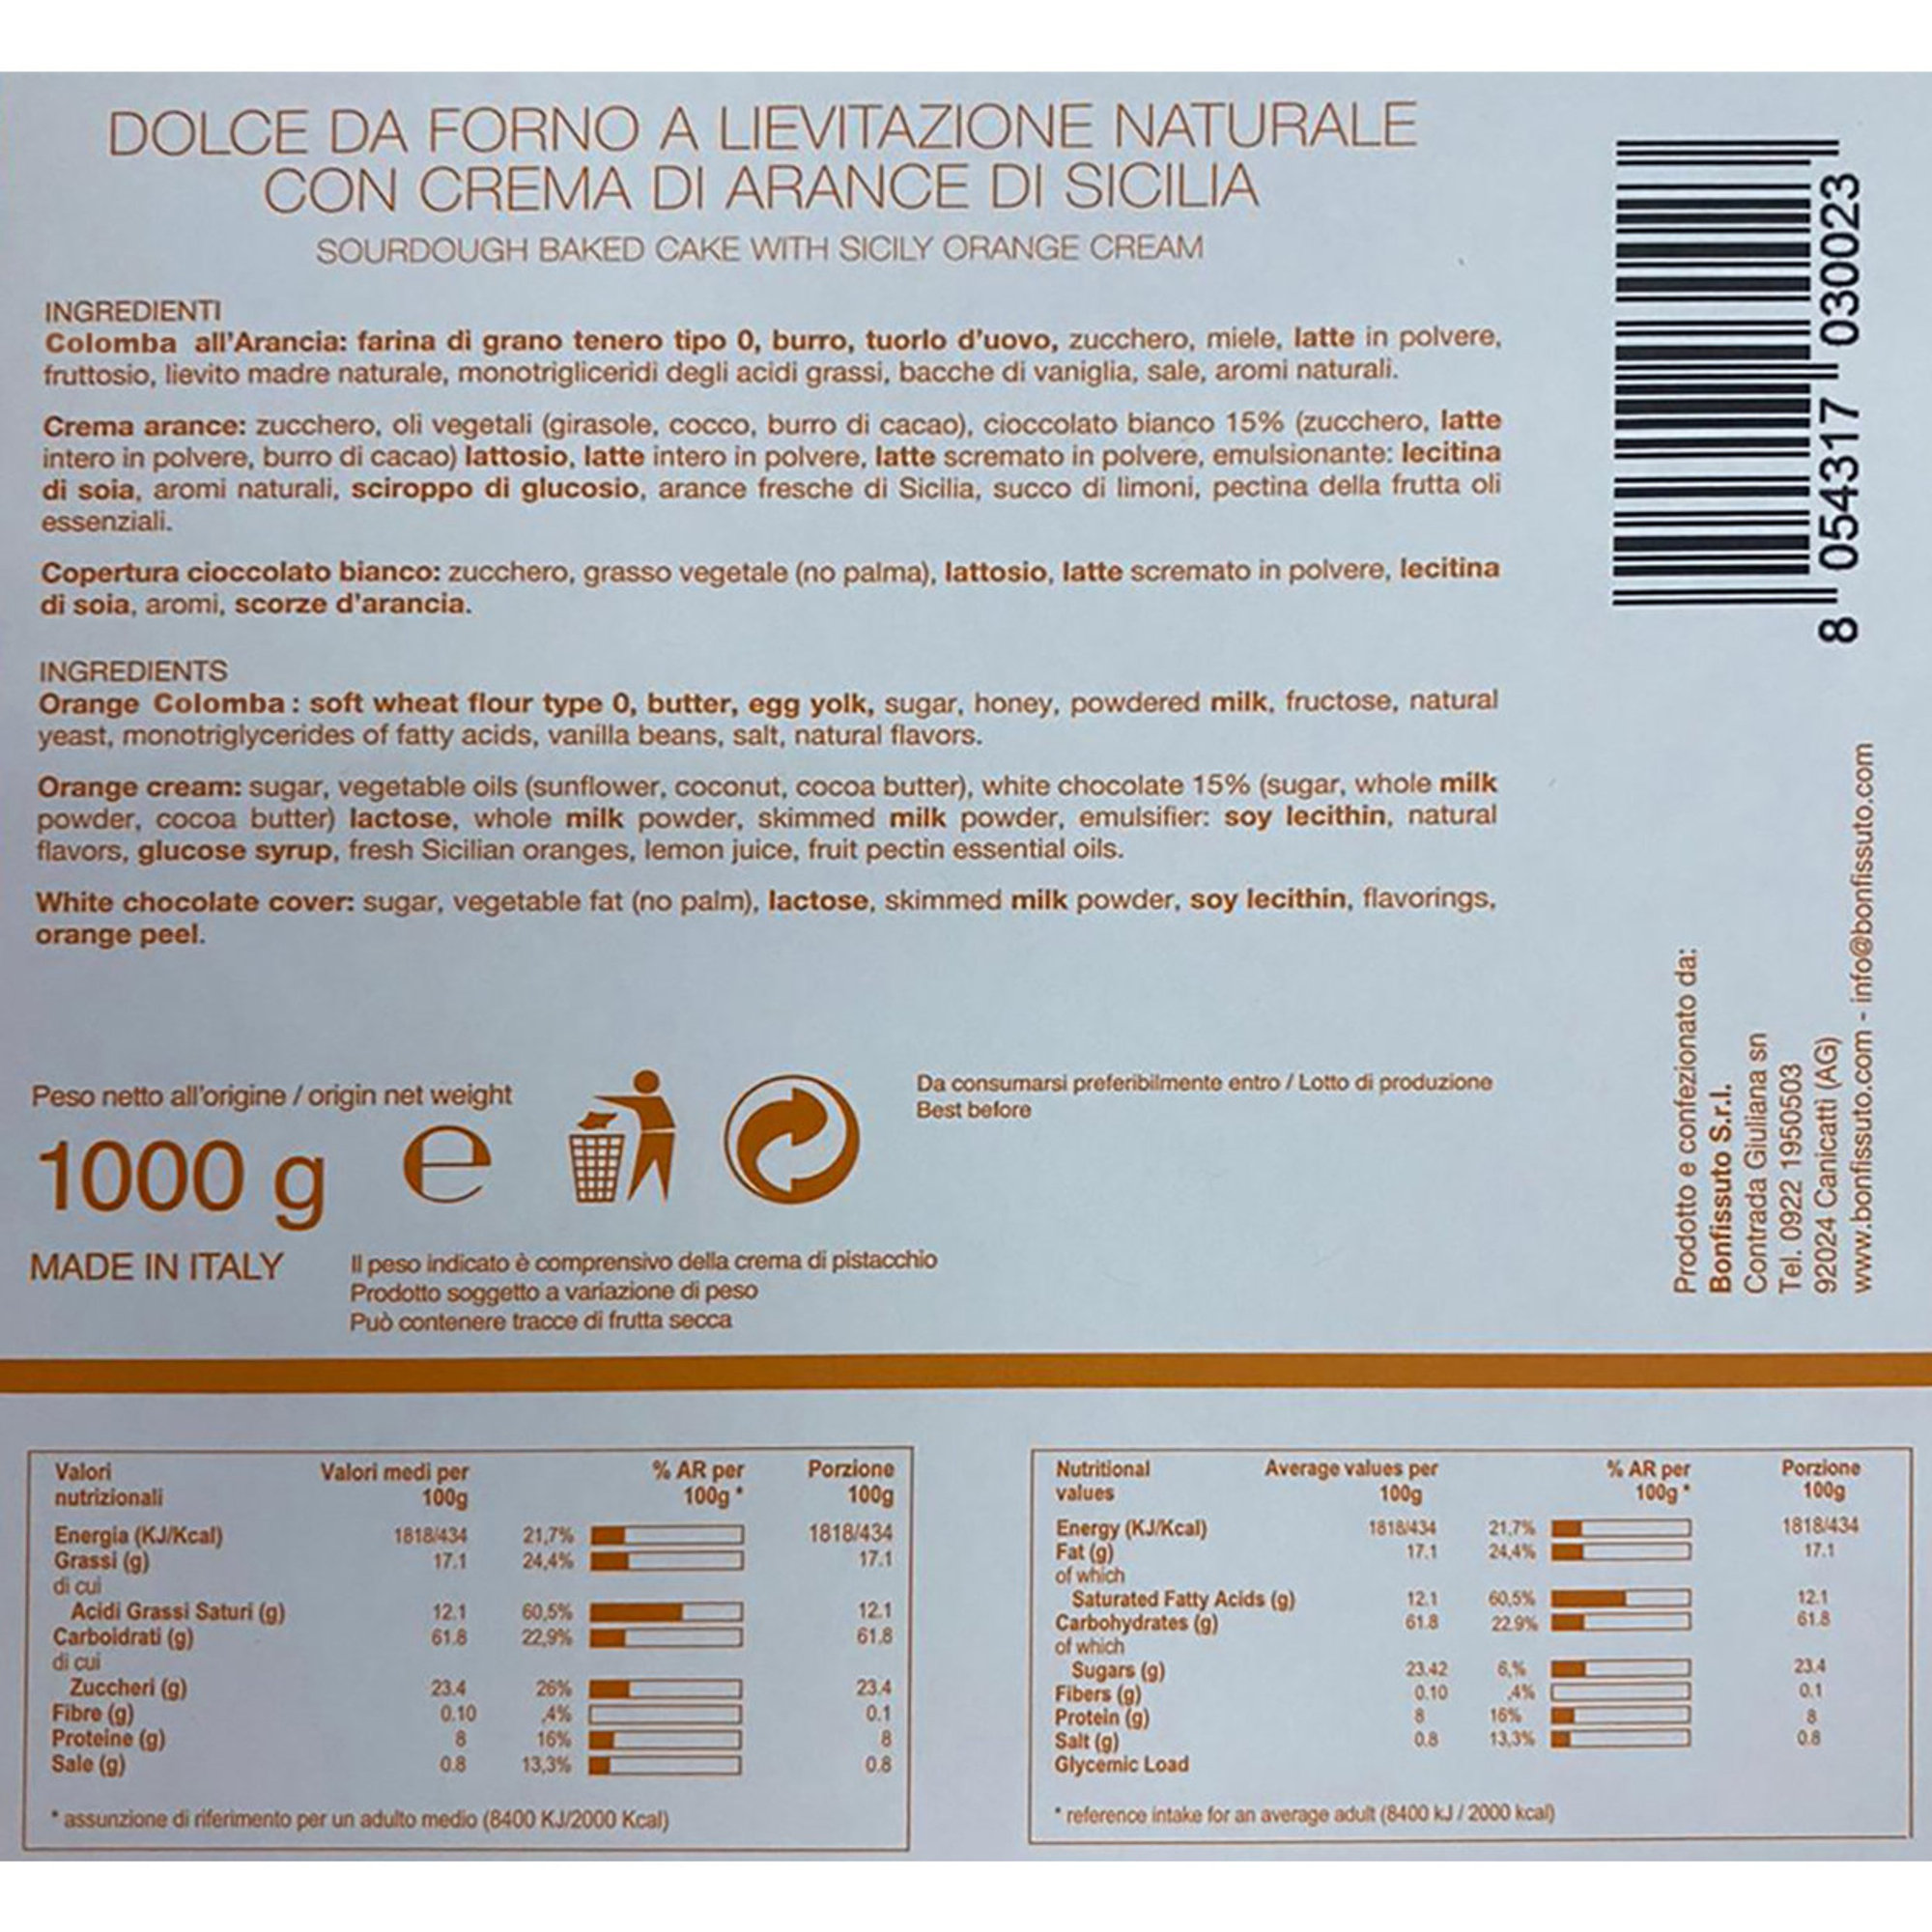 DOLCE DA FORNO A LIEVITAZIONE NATURALE
CON CREMA DI ARANCE DI SICILIA
SOURDOUGH BAKED CAKE WITH SICILY ORANGE CREAM
INGREDIENTI
Colomba all'Arancia: farina di grano tenero tipo 0, burro, tuorlo d'uovo, zucchero, miele, latte in polvere,
fruttosio, lievito madre naturale, monotrigliceridi degli acidi grassi, bacche di vaniglia, sale, aromi naturali.
Crema arance: zucchero, oli vegetali (girasole, cocco, burro di cacao), cioccolato bianco 15% (zucchero, latte
intero in polvere, burro di cacao) lattosio, latte intero in polvere, latte scremato in polvere, emulsionante: lecitina
di soia, aromi naturali, sciroppo di glucosio, arance fresche di Sicilia, succo di limoni, pectina della frutta oli
essenziali.
Copertura cioccolato bianco: zucchero, grasso vegetale (no palma), lattosio, latte scremato in polvere, lecitina
di soia, aromi, scorze d'arancia.
INGREDIENTS
Orange Colomba : soft wheat flour type 0, butter, egg yolk, sugar, honey, powdered milk, fructose, natural
yeast, monotriglycerides of fatty acids, vanilla beans, salt, natural flavors.
Orange cream: sugar, vegetable oils (sunflower, coconut, cocoa butter), white chocolate 15% (sugar, whole milk
powder, cocoa butter) lactose, whole milk powder, skimmed milk powder, emulsifier: soy lecithin, natural
flavors, glucose syrup, fresh Sicilian oranges, lemon juice, fruit pectin essential oils.
White chocolate cover: sugar, vegetable fat (no palm), lactose, skimmed milk powder, soy lecithin, flavorings,
orange peel.
Peso netto all'origine / origin net weight
1000 g e
MADE IN ITALY
Il peso indicato è comprensivo della crema di pistacchio
Prodotto soggetto a variazione di peso
Può contenere tracce di frutta secca
Da consumarsi preferibilmente entro / Lotto di produzione
Best before
8 054317 030023
Prodotto e confezionato da:
Bonfissuto S.r.l.
Contrada Giuliana sn
Tel. 0922 1950503
92024 Canicattì (AG)
www.bonfissuto.com - info@bonfissuto.com
Valori nutrizionali Valori medi per 100g % AR per 100g * Porzione 100g
Energia (KJ/Kcal) 1818/434 21,7% 1818/434
Grassi (g) 17.1 24,4% 17.1
di cui
Acidi Grassi Saturi (g) 12.1 60,5% 12.1
Carboidrati (g) 61.8 22,9% 61.8
di cui
Zuccheri (g) 23.4 26% 23.4
Fibre (g) 0.10 ,4% 0.1
Proteine (g) 8 16% 8
Sale (g) 0.8 13,3% 0.8
* assunzione di riferimento per un adulto medio (8400 KJ/2000 Kcal)
Nutritional values Average values per 100g % AR per 100g * Porzione 100g
Energy (KJ/Kcal) 1818/434 21,7% 1818/434
Fat (g) 17.1 24,4% 17.1
of which
Saturated Fatty Acids (g) 12.1 60,5% 12.1
Carbohydrates (g) 61.8 22.9% 61.8
of which
Sugars (g) 23.42 6,% 23.4
Fibers (g) 0.10 ,4% 0.1
Protein (g) 8 16% 8
Salt (g) 0.8 13,3% 0.8
Glycemic Load
* reference intake for an average adult (8400 kJ / 2000 kcal)